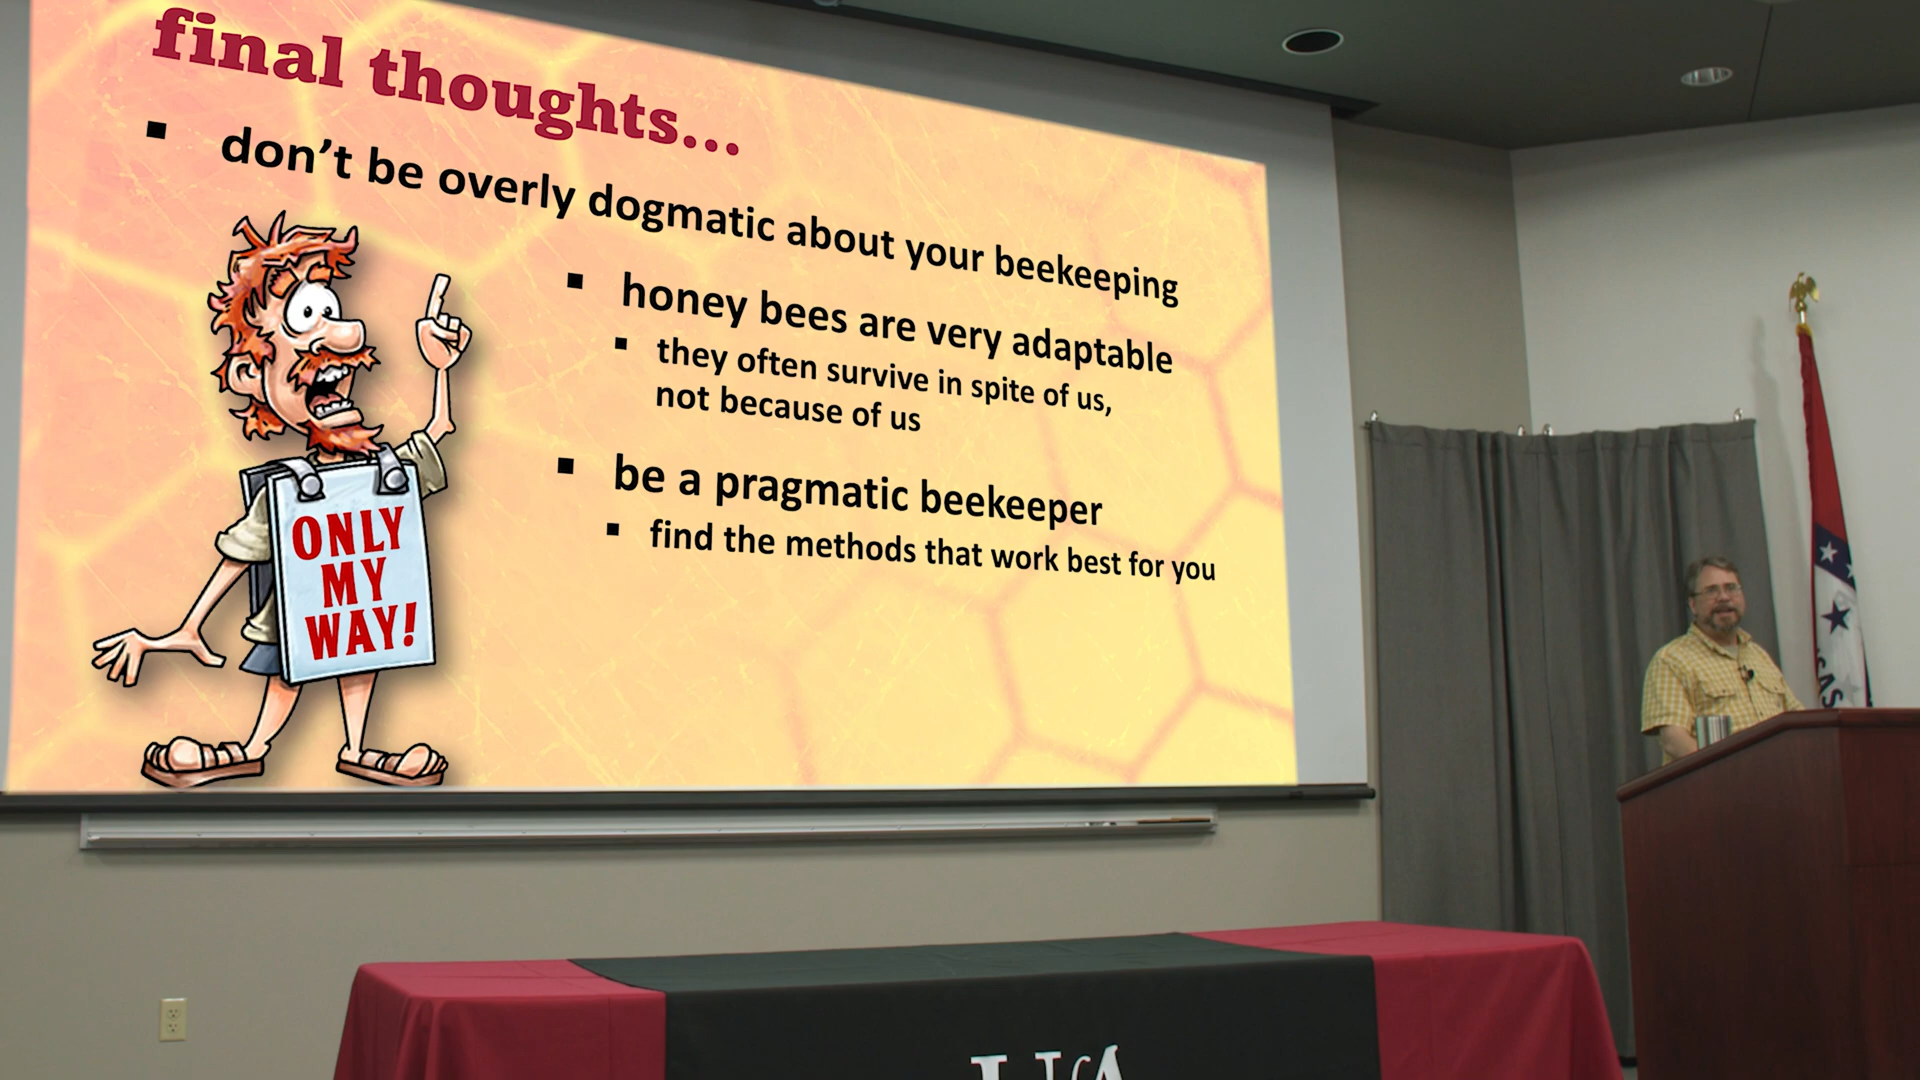 final thoughts...
▪ don't be overly dogmatic about your beekeeping
▪ honey bees are very adaptable
▪ they often survive in spite of us,
not because of us
▪ be a pragmatic beekeeper
▪ find the methods that work best for you
ONLY
MY
WAY!